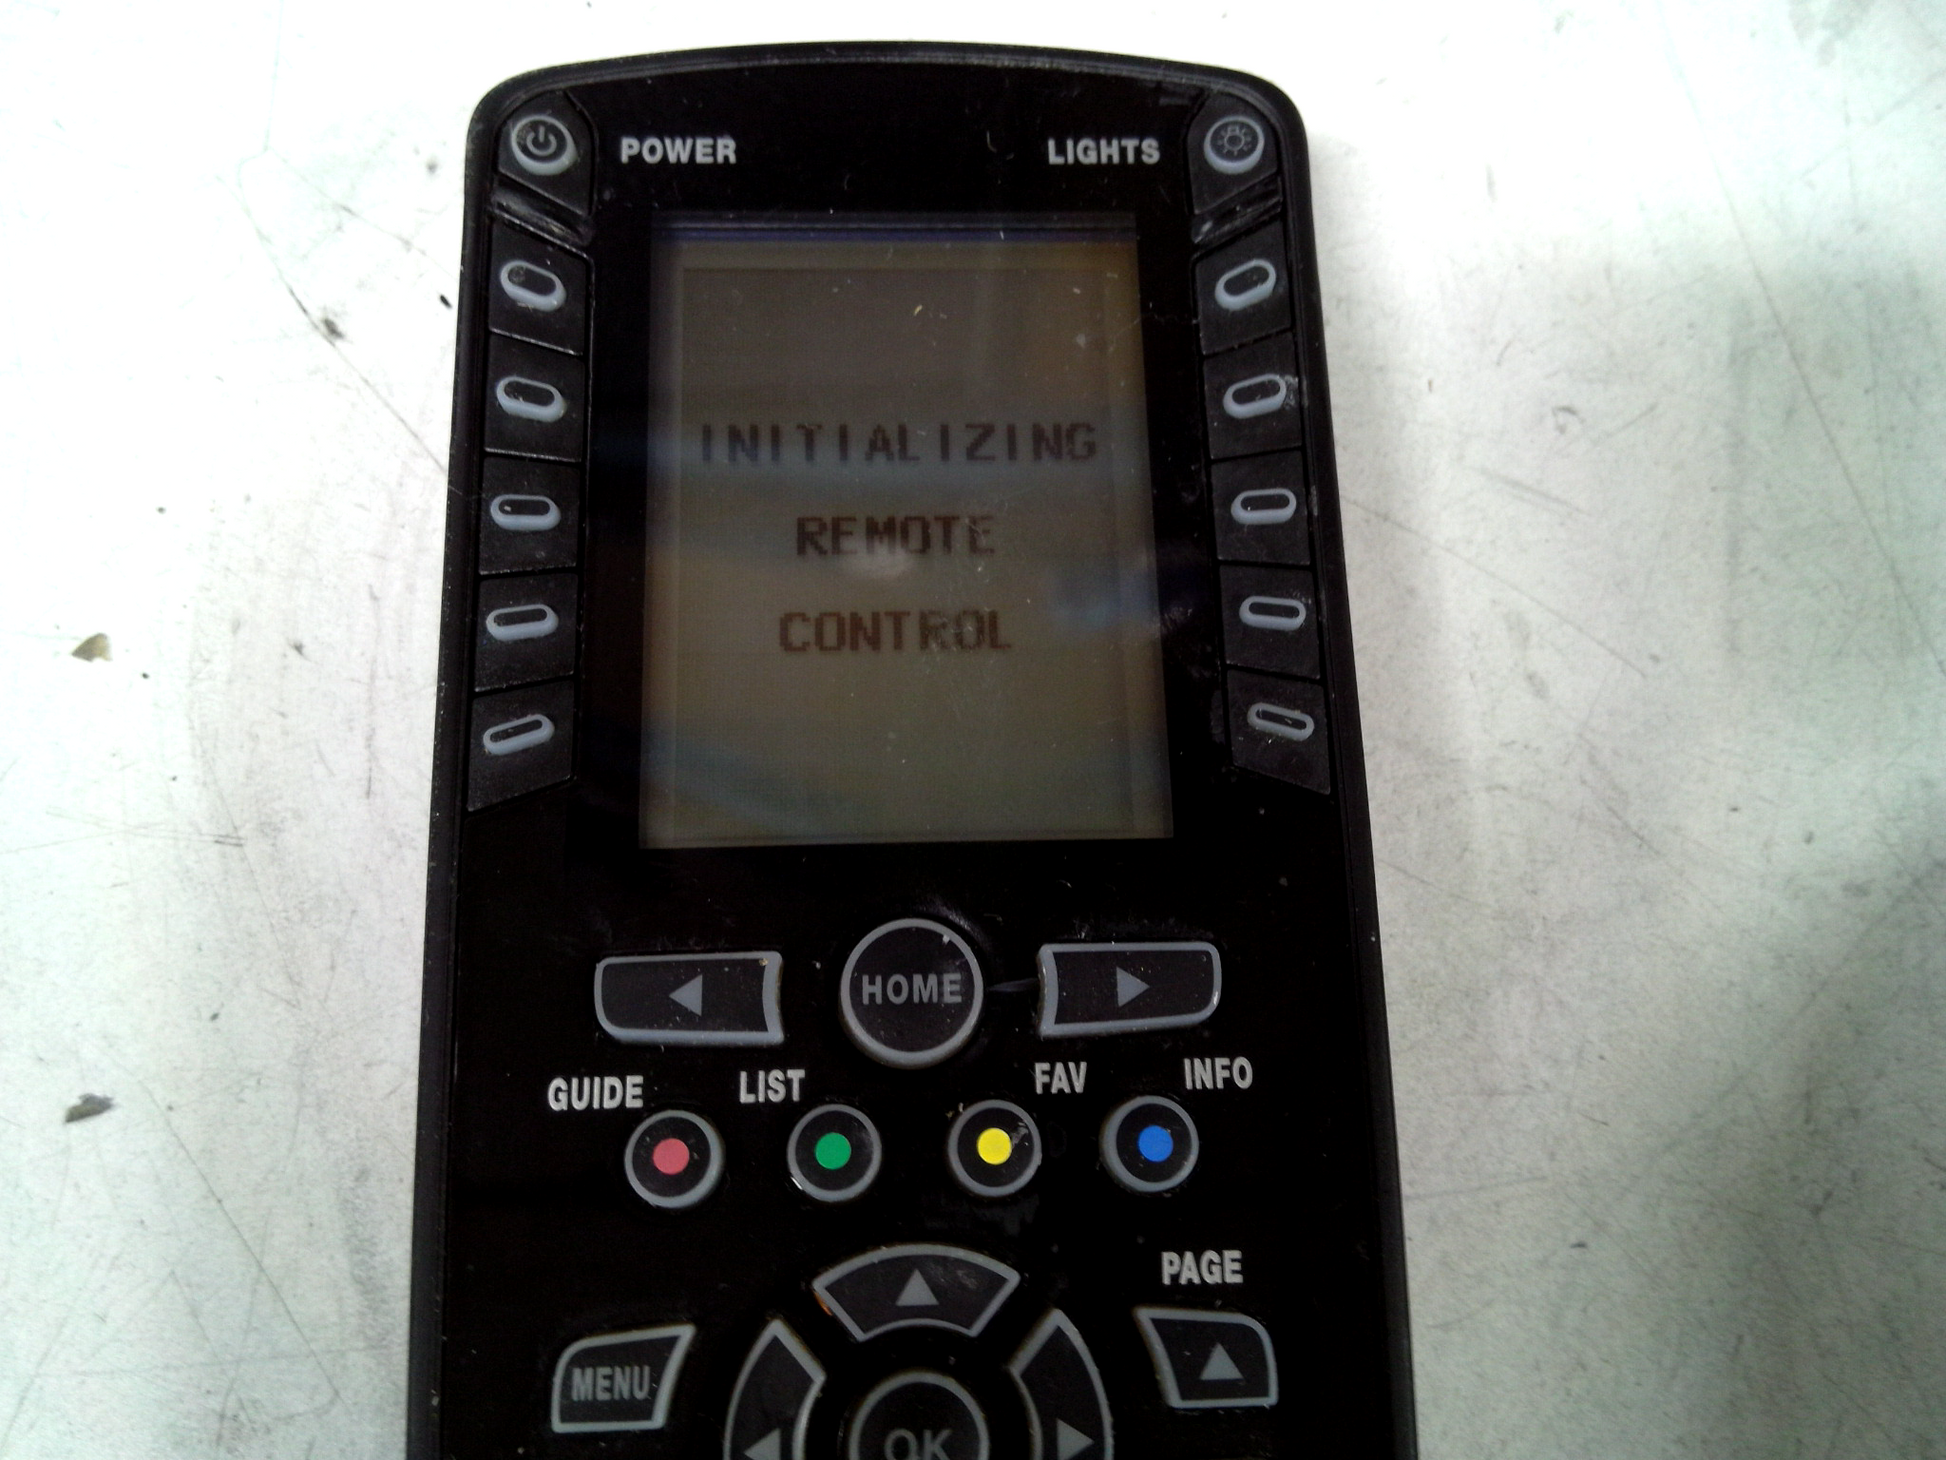 POWER LIGHTS
INITIALIZING
REMOTE
CONTROL
HOME
GUIDE LIST FAV INFO
PAGE
MENU
OK